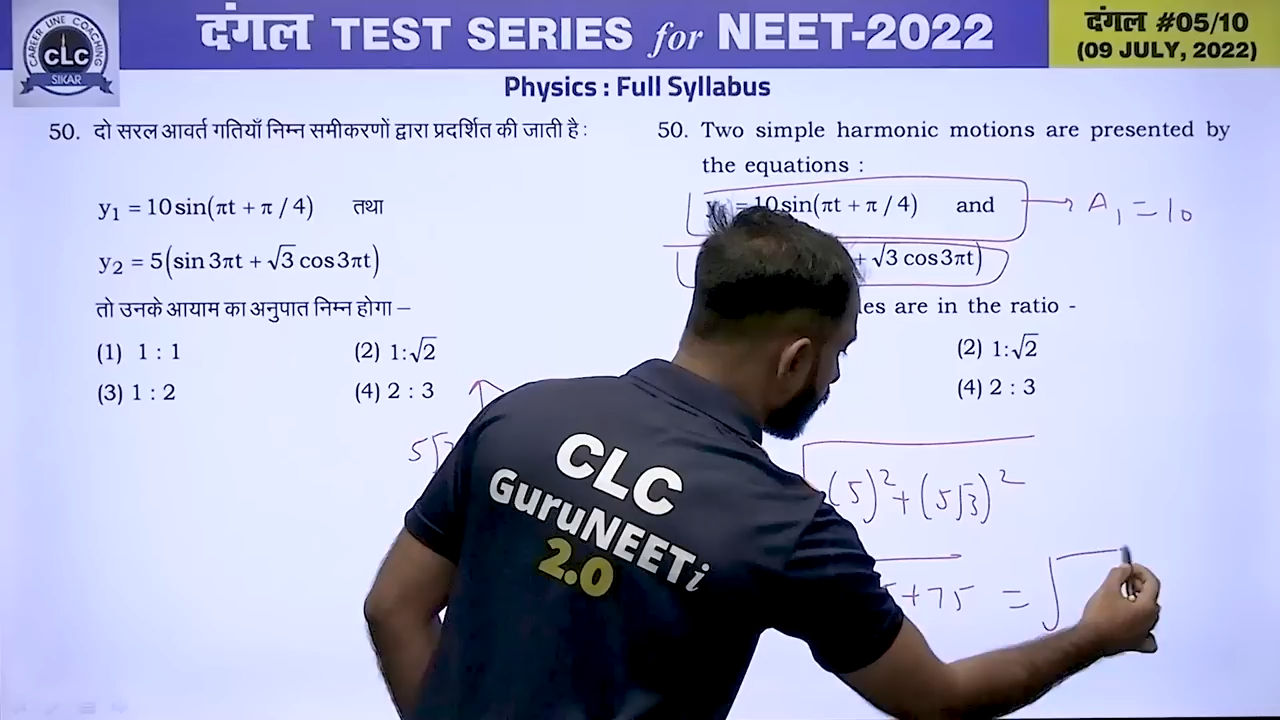 CAREER LINE COACHING
CLC
SIKAR
दंगल TEST SERIES for NEET-2022
दंगल #05/10
(09 JULY, 2022)
Physics : Full Syllabus
50. दो सरल आवर्त गतियाँ निम्न समीकरणों द्वारा प्रदर्शित की जाती है :
y₁ = 10 sin(πt + π / 4) तथा
y₂ = 5(sin 3πt + √3 cos 3πt)
तो उनके आयाम का अनुपात निम्न होगा –
(1) 1 : 1 (2) 1:√2
(3) 1 : 2 (4) 2 : 3
50. Two simple harmonic motions are presented by
the equations :
= 10 sin(πt + π / 4) and
A₁ = 10
+ √3 cos 3πt)
are in the ratio -
(2) 1:√2
(4) 2 : 3
(5)² + (5√3)²
+75 = √
CLC
GuruNEETi
2.0